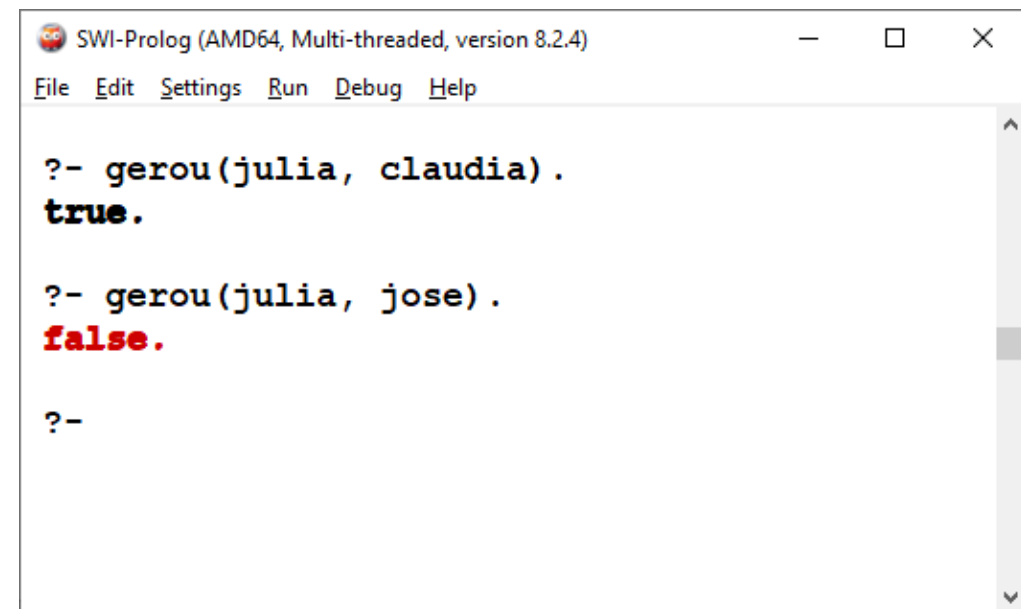 SWI-Prolog (AMD64, Multi-threaded, version 8.2.4)
File Edit Settings Run Debug Help
?- gerou(julia, claudia).
true.
?- gerou(julia, jose).
false.
?-